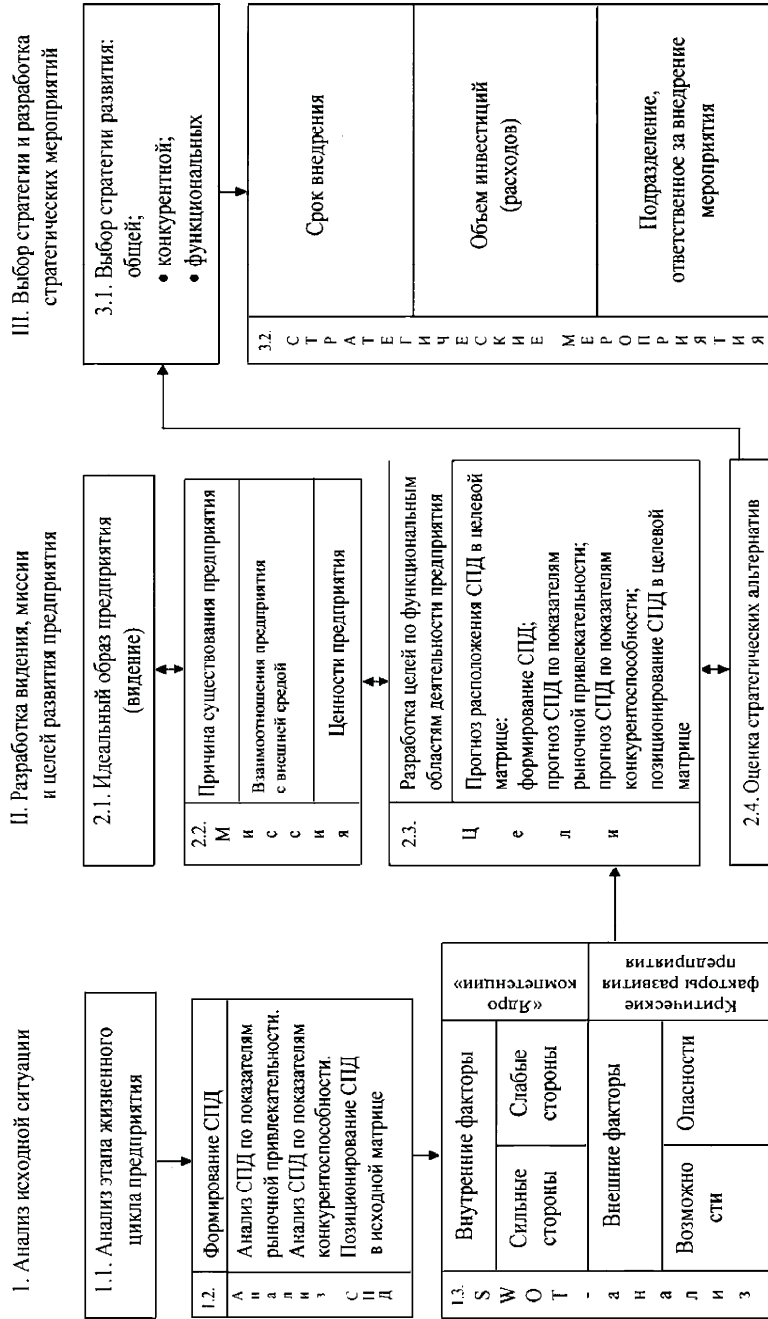 I. Анализ исходной ситуации
1.1. Анализ этапа жизненного
цикла предприятия
1.2.
Анализ СПД
Формирование СПД
Анализ СПД по показателям
рыночной привлекательности.
Анализ СПД по показателям
конкурентоспособности.
Позиционирование СПД
в исходной матрице
1.3.
SWOT-анализ
Внутренние факторы
Сильные
стороны
Слабые
стороны
Внешние факторы
Возможно
сти
Опасности
«Ядро
компетенции»
Критические
факторы развития
предприятия
II. Разработка видения, миссии
и целей развития предприятия
2.1. Идеальный образ предприятия
(видение)
2.2.
Миссия
Причина существования предприятия
Взаимоотношения предприятия
с внешней средой
Ценности предприятия
2.3.
Цели
Разработка целей по функциональным
областям деятельности предприятия
Прогноз расположения СПД в целевой
матрице:
формирование СПД;
прогноз СПД по показателям
рыночной привлекательности;
прогноз СПД по показателям
конкурентоспособности;
позиционирование СПД в целевой
матрице
2.4. Оценка стратегических альтернатив
III. Выбор стратегии и разработка
стратегических мероприятий
3.1. Выбор стратегии развития:
общей;
• конкурентной;
• функциональных
3.2.
СТРАТЕГИЧЕСКИЕ МЕРОПРИЯТИЯ
Срок внедрения
Объем инвестиций
(расходов)
Подразделение,
ответственное за внедрение
мероприятия